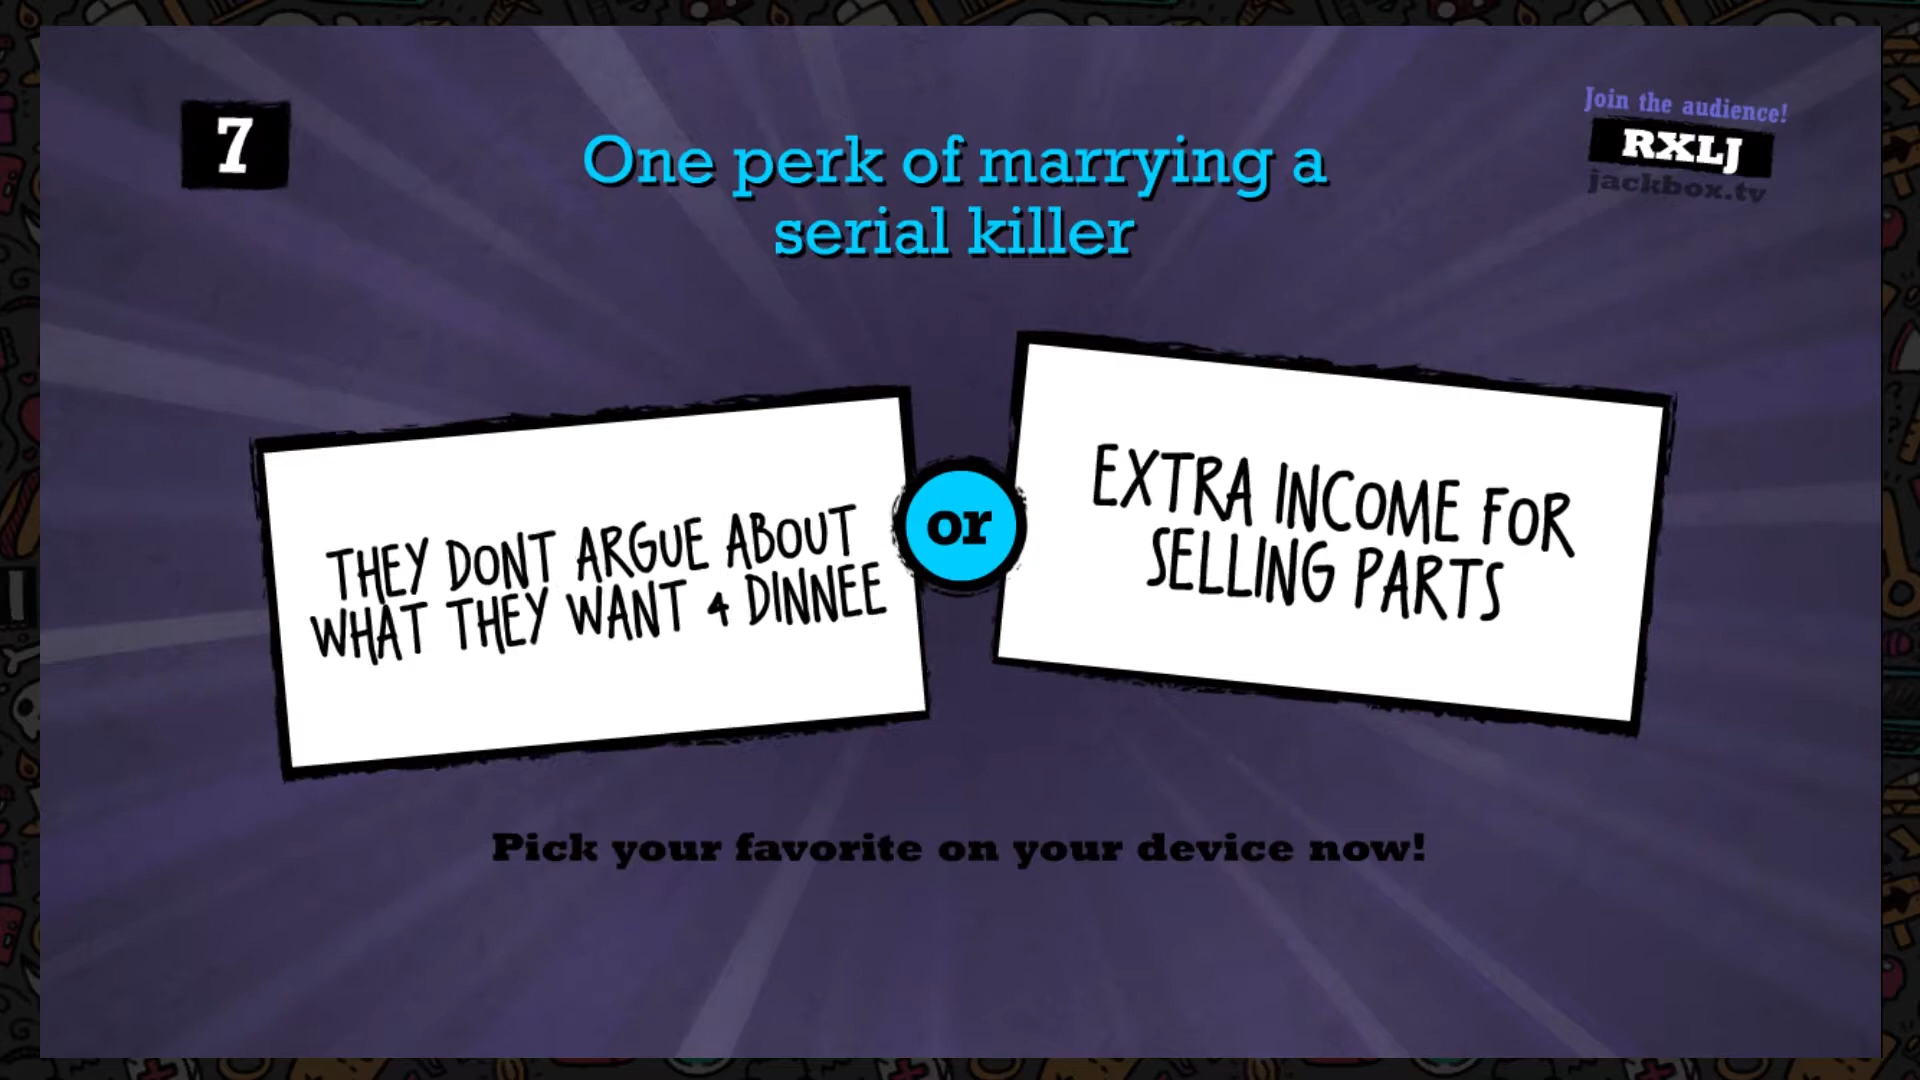 7
One perk of marrying a
serial killer
Join the audience!
RXLJ
jackbox.tv
THEY DONT ARGUE ABOUT
WHAT THEY WANT 4 DINNEE
or
EXTRA INCOME FOR
SELLING PARTS
Pick your favorite on your device now!